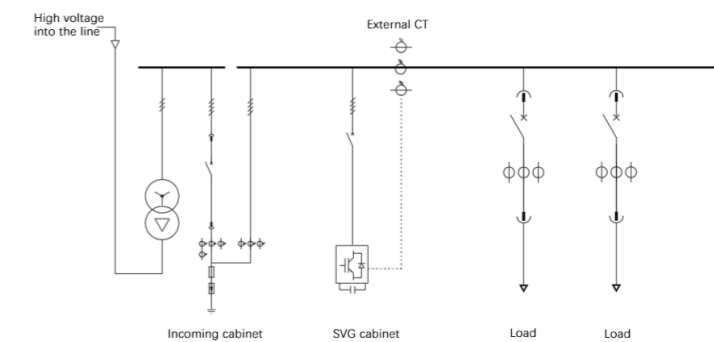 High voltage
into the line
External CT
Incoming cabinet
SVG cabinet
Load
Load